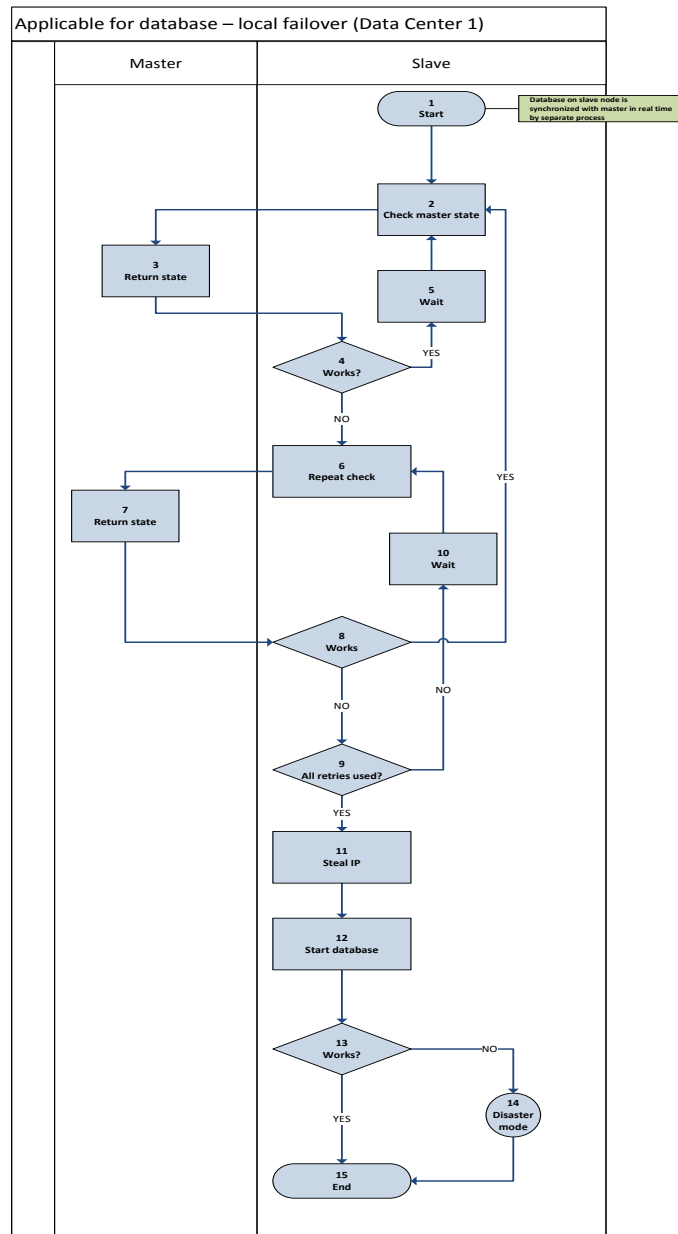 Applicable for database – local failover (Data Center 1)
Master
Slave
1
Start
Database on slave node is
synchronized with master in real time
by separate process
2
Check master state
3
Return state
5
Wait
4
Works?
YES
NO
6
Repeat check
YES
7
Return state
10
Wait
8
Works
NO
NO
9
All retries used?
YES
11
Steal IP
12
Start database
13
Works?
NO
14
Disaster
mode
YES
15
End